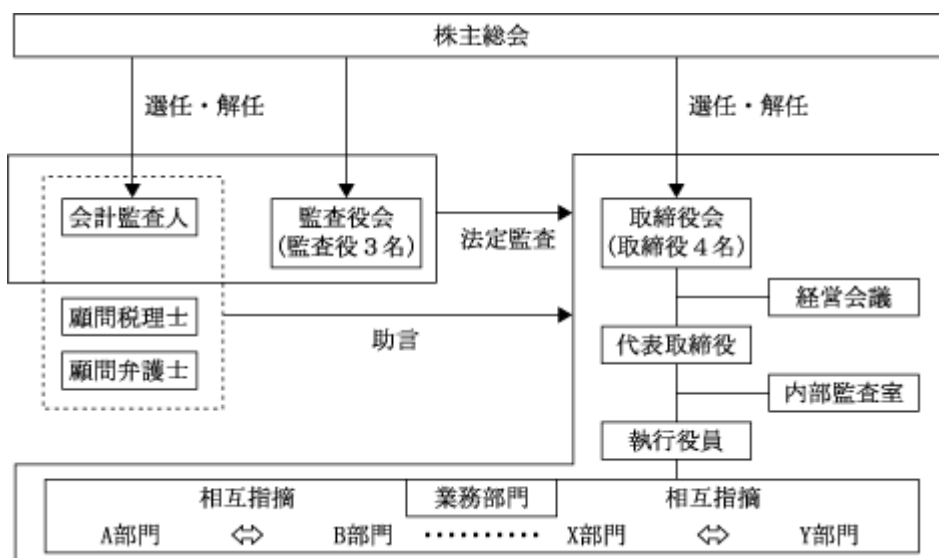 株主総会
選任・解任
選任・解任
会計監査人
監査役会
(監査役3名)
法定監査
取締役会
(取締役4名)
経営会議
顧問税理士
助言
代表取締役
顧問弁護士
内部監査室
執行役員
相互指摘
業務部門
相互指摘
A部門 ⇔ B部門 ・・・・・・・・・ X部門 ⇔ Y部門